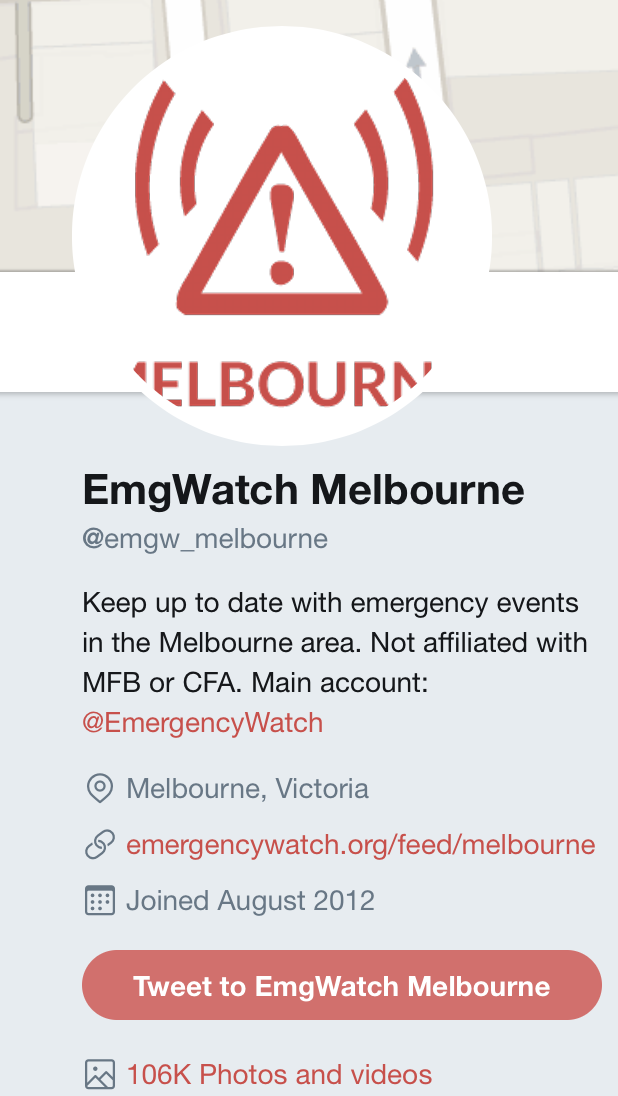 MELBOURN
EmgWatch Melbourne
@emgw_melbourne
Keep up to date with emergency events
in the Melbourne area. Not affiliated with
MFB or CFA. Main account:
@EmergencyWatch
Melbourne, Victoria
emergencywatch.org/feed/melbourne
Joined August 2012
Tweet to EmgWatch Melbourne
106K Photos and videos